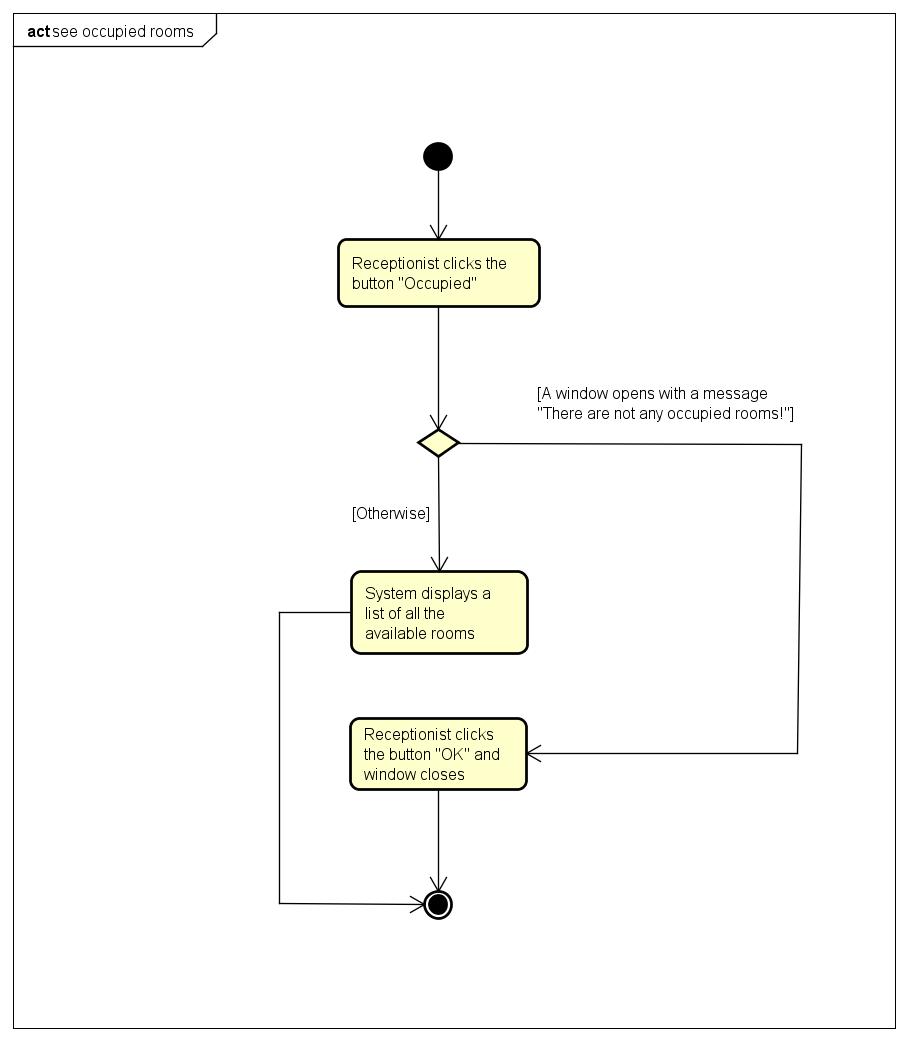 act see occupied rooms
Receptionist clicks the
button "Occupied"
[A window opens with a message
"There are not any occupied rooms!"]
[Otherwise]
System displays a
list of all the
available rooms
Receptionist clicks
the button "OK" and
window closes